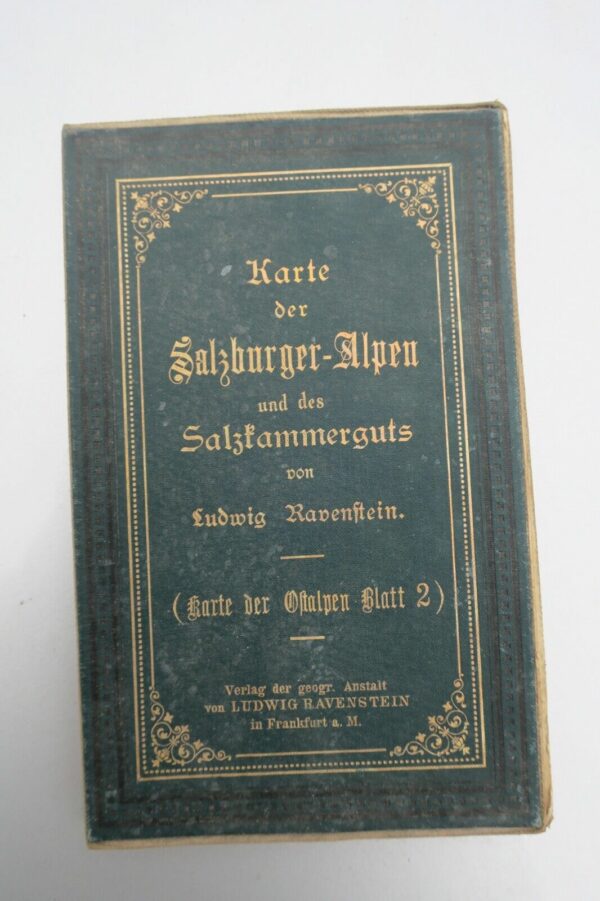 Karte
der
Salzburger-Alpen
und des
Salzkammerguts
von
Ludwig Ravenstein.
(Karte der Ostalpen Blatt 2)
Verlag der geogr. Anstalt
von LUDWIG RAVENSTEIN
in Frankfurt a. M.